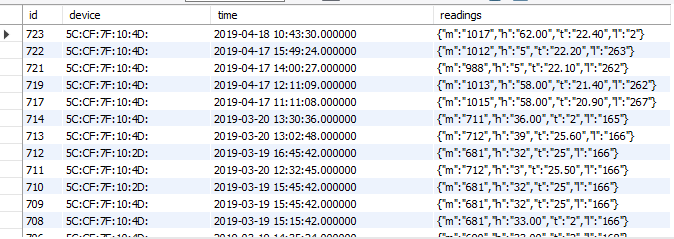 id device time readings
723 5C:CF:7F:10:4D: 2019-04-18 10:43:30.000000 {"m":"1017","h":"62.00","t":"22.40","l":"2"}
722 5C:CF:7F:10:4D: 2019-04-17 15:49:24.000000 {"m":"1012","h":"5","t":"22.20","l":"263"}
721 5C:CF:7F:10:4D: 2019-04-17 14:00:27.000000 {"m":"988","h":"5","t":"22.10","l":"262"}
719 5C:CF:7F:10:4D: 2019-04-17 12:11:09.000000 {"m":"1013","h":"58.00","t":"21.40","l":"262"}
717 5C:CF:7F:10:4D: 2019-04-17 11:11:08.000000 {"m":"1015","h":"58.00","t":"20.90","l":"267"}
714 5C:CF:7F:10:4D: 2019-03-20 13:30:36.000000 {"m":"711","h":"36.00","t":"2","l":"165"}
713 5C:CF:7F:10:4D: 2019-03-20 13:02:48.000000 {"m":"712","h":"39","t":"25.60","l":"166"}
712 5C:CF:7F:10:2D: 2019-03-19 16:45:42.000000 {"m":"681","h":"32","t":"25","l":"166"}
711 5C:CF:7F:10:4D: 2019-03-20 12:32:45.000000 {"m":"712","h":"3","t":"25.50","l":"166"}
710 5C:CF:7F:10:2D: 2019-03-19 15:45:42.000000 {"m":"681","h":"32","t":"25","l":"166"}
709 5C:CF:7F:10:4D: 2019-03-19 15:45:42.000000 {"m":"681","h":"32","t":"25","l":"166"}
708 5C:CF:7F:10:4D: 2019-03-19 15:15:42.000000 {"m":"681","h":"33.00","t":"2","l":"166"}